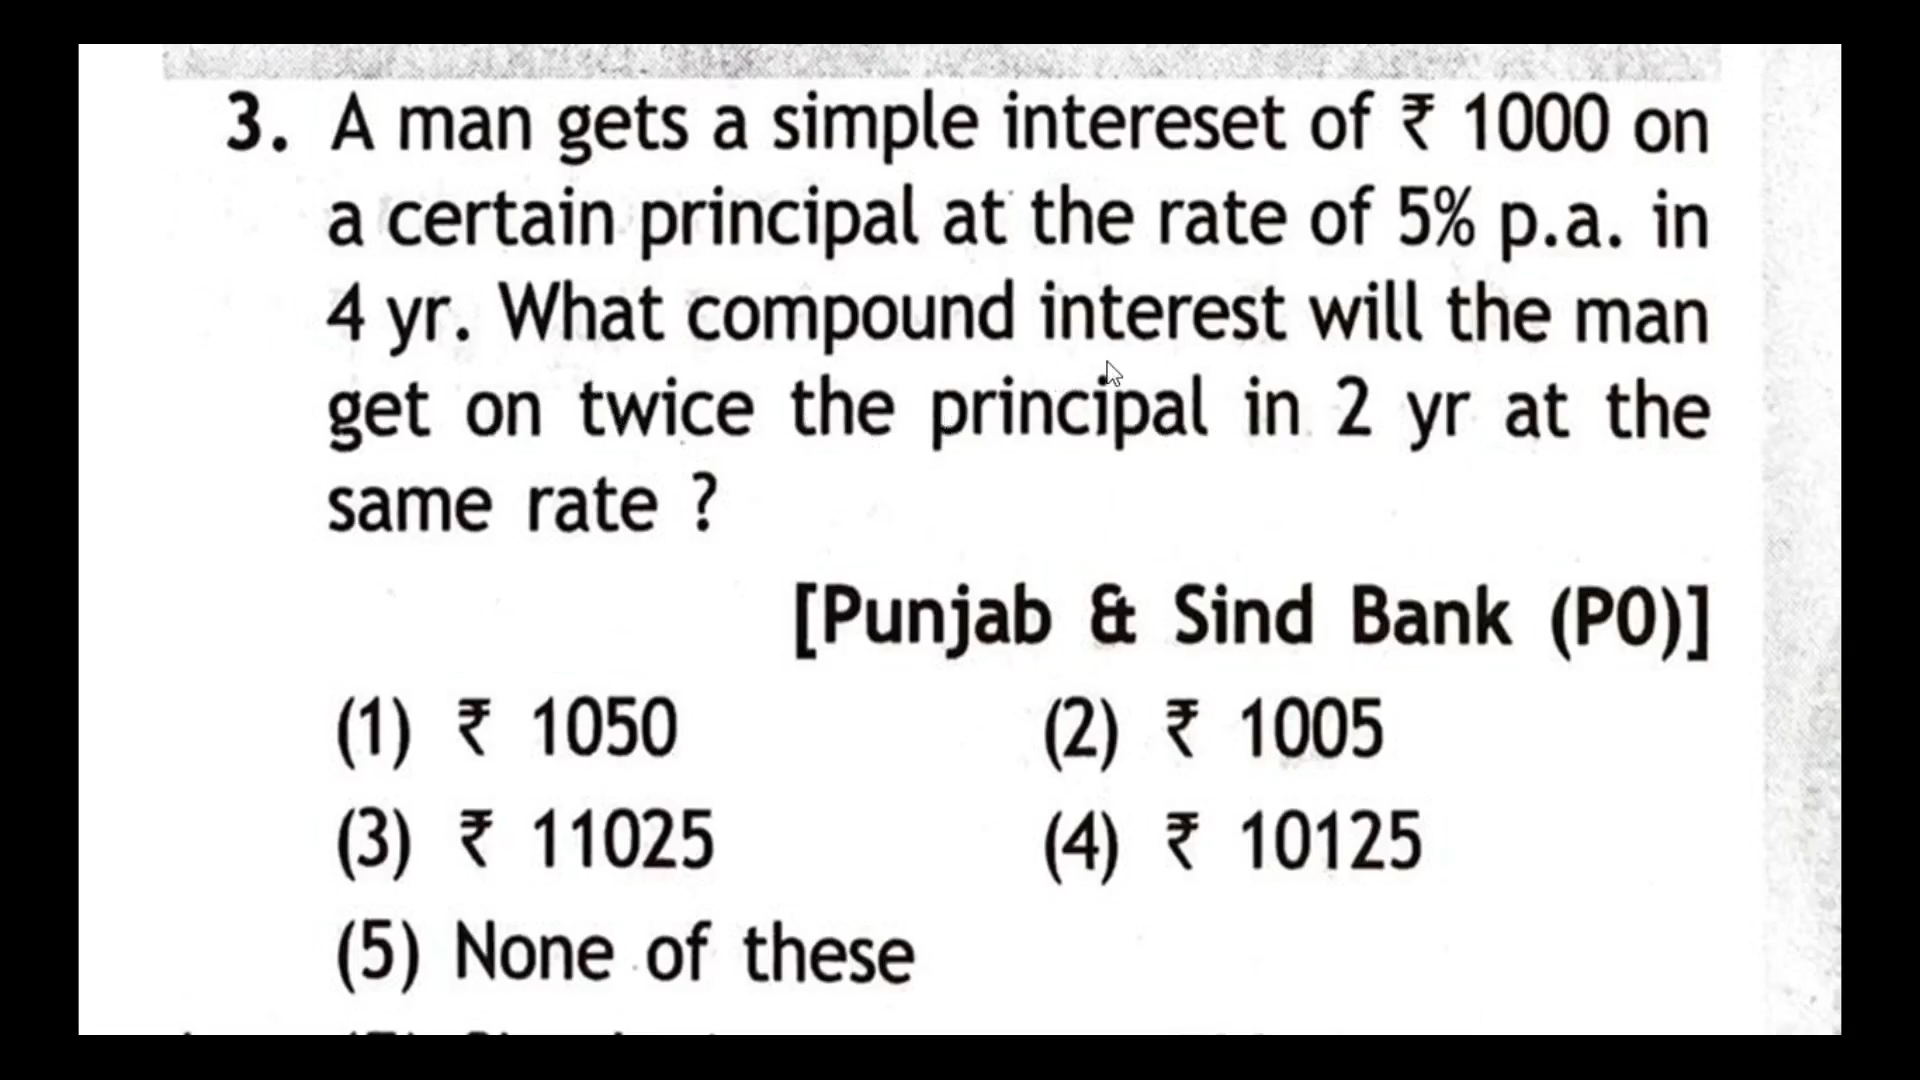 3. A man gets a simple intereset of ₹ 1000 on
a certain principal at the rate of 5% p.a. in
4 yr. What compound interest will the man
get on twice the principal in 2 yr at the
same rate ?
[Punjab & Sind Bank (PO)]
(1) ₹ 1050 (2) ₹ 1005
(3) ₹ 11025 (4) ₹ 10125
(5) None of these